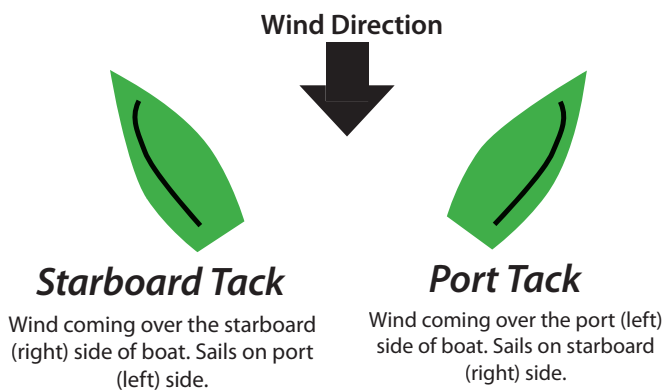 Wind Direction
Starboard Tack
Wind coming over the starboard
(right) side of boat. Sails on port
(left) side.
Port Tack
Wind coming over the port (left)
side of boat. Sails on starboard
(right) side.